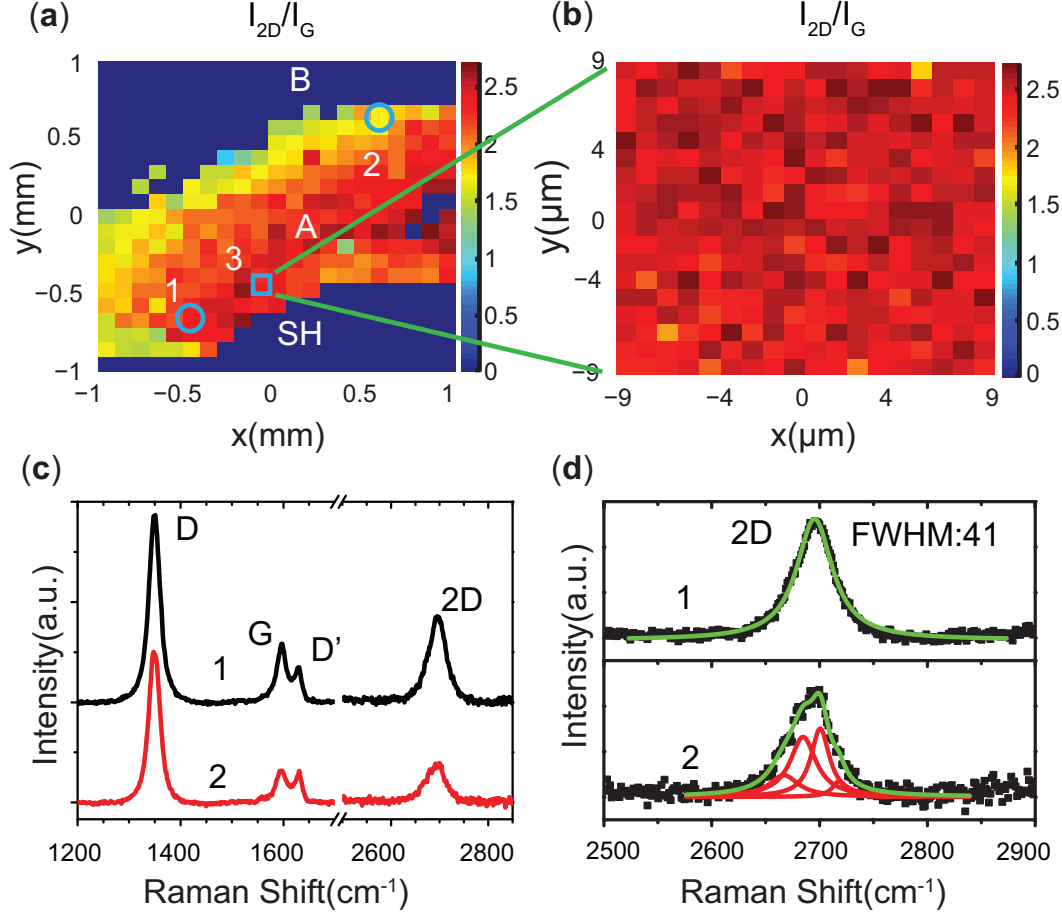 (a) I2D/IG
B
2
A
3
1
SH
1
0.5
0
−0.5
−1
y(mm)
−1 −0.5 0 0.5 1
x(mm)
2.5
2
1.5
1
0.5
0
(b) I2D/IG
9
4
0
−4
−9
y(µm)
−9 −4 0 4 9
x(µm)
2.5
2
1.5
1
0.5
0
(c)
D
G
D'
2D
1
2
Intensity(a.u.)
1200 1400 1600 2600 2800
Raman Shift(cm-1)
(d)
2D FWHM:41
1
2
Intensity(a.u.)
2500 2600 2700 2800 2900
Raman Shift(cm-1)